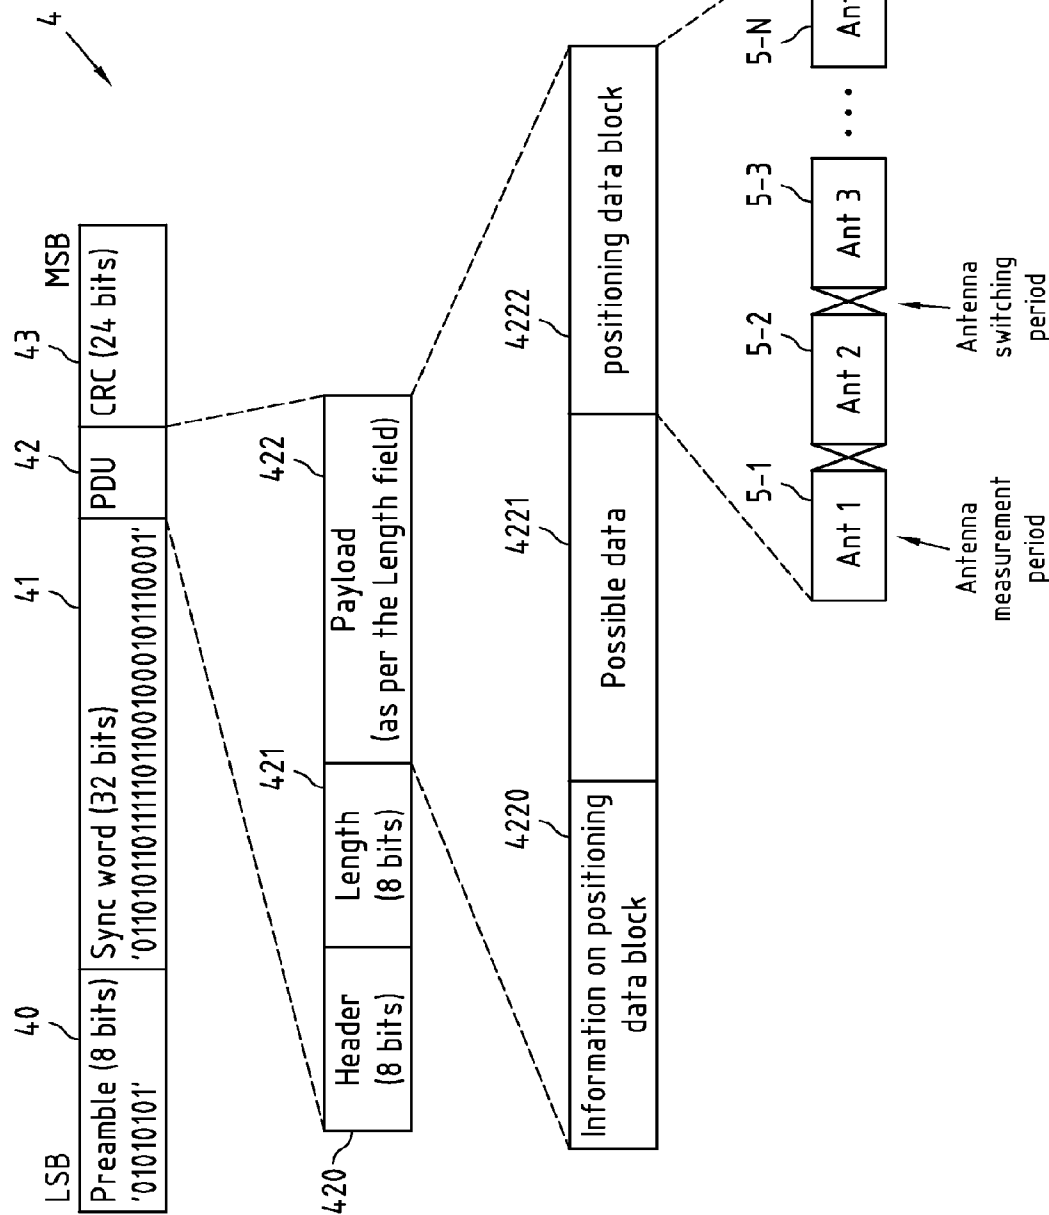 4
LSB
40
41
42
43
MSB
Preamble (8 bits)
'01010101'
Sync word (32 bits)
'01101011011111011001000101110001'
PDU
CRC (24 bits)
420
421
422
Header
(8 bits)
Length
(8 bits)
Payload
(as per the Length field)
4220
4221
4222
Information on positioning
data block
Possible data
positioning data block
5-1
5-2
5-3
5-N
Ant 1
Ant 2
Ant 3
...
Ant
Antenna
measurement
period
Antenna
switching
period